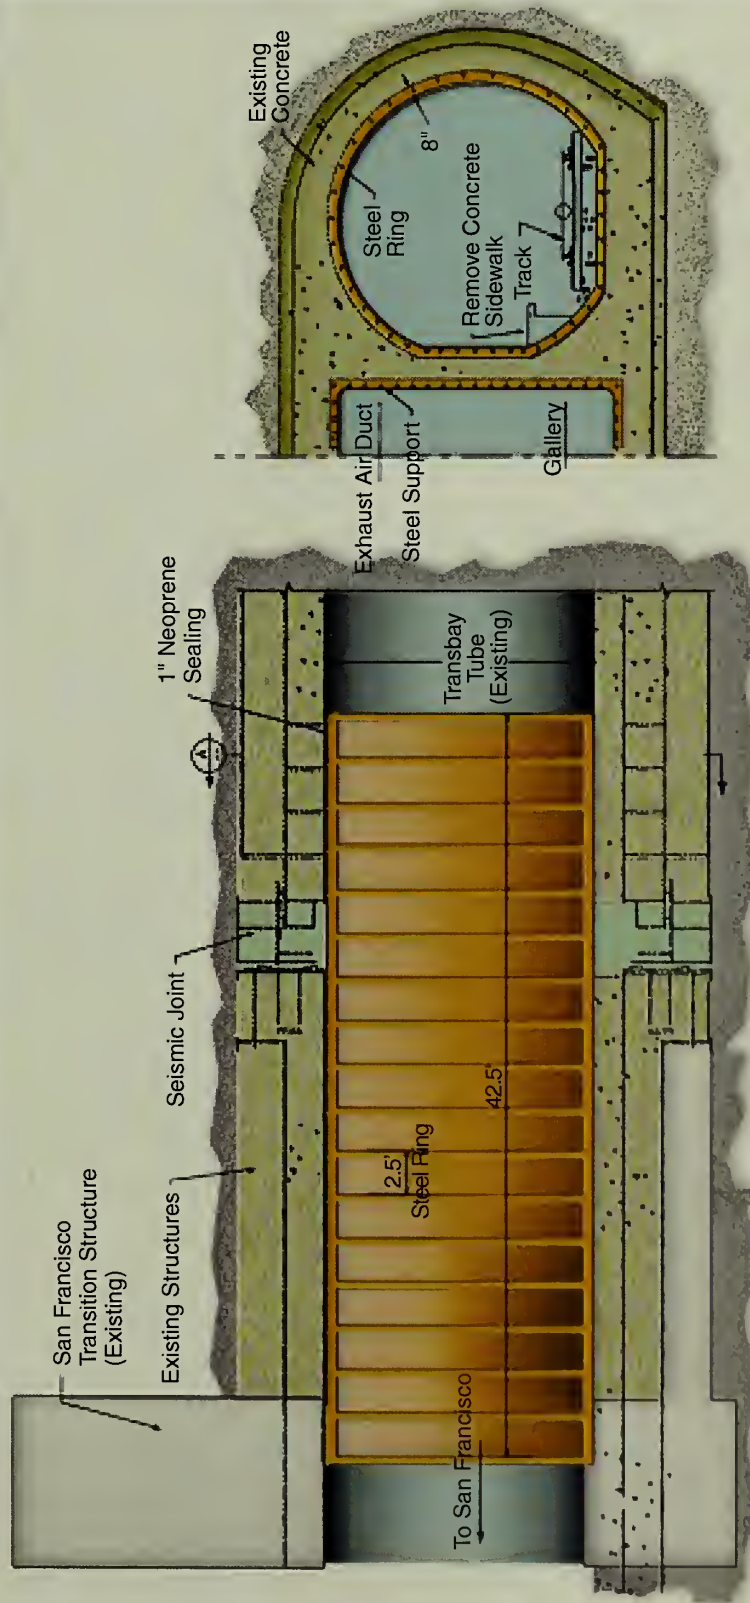 San Francisco
Transition Structure
(Existing)
Existing Structures
Seismic Joint
1" Neoprene
Sealing
A
To San Francisco
2.5'
Steel Ring
42.5'
Transbay
Tube
(Existing)
Existing
Concrete
8"
Steel
Ring
Remove Concrete
Sidewalk
Track
Exhaust Air Duct
Steel Support
Gallery